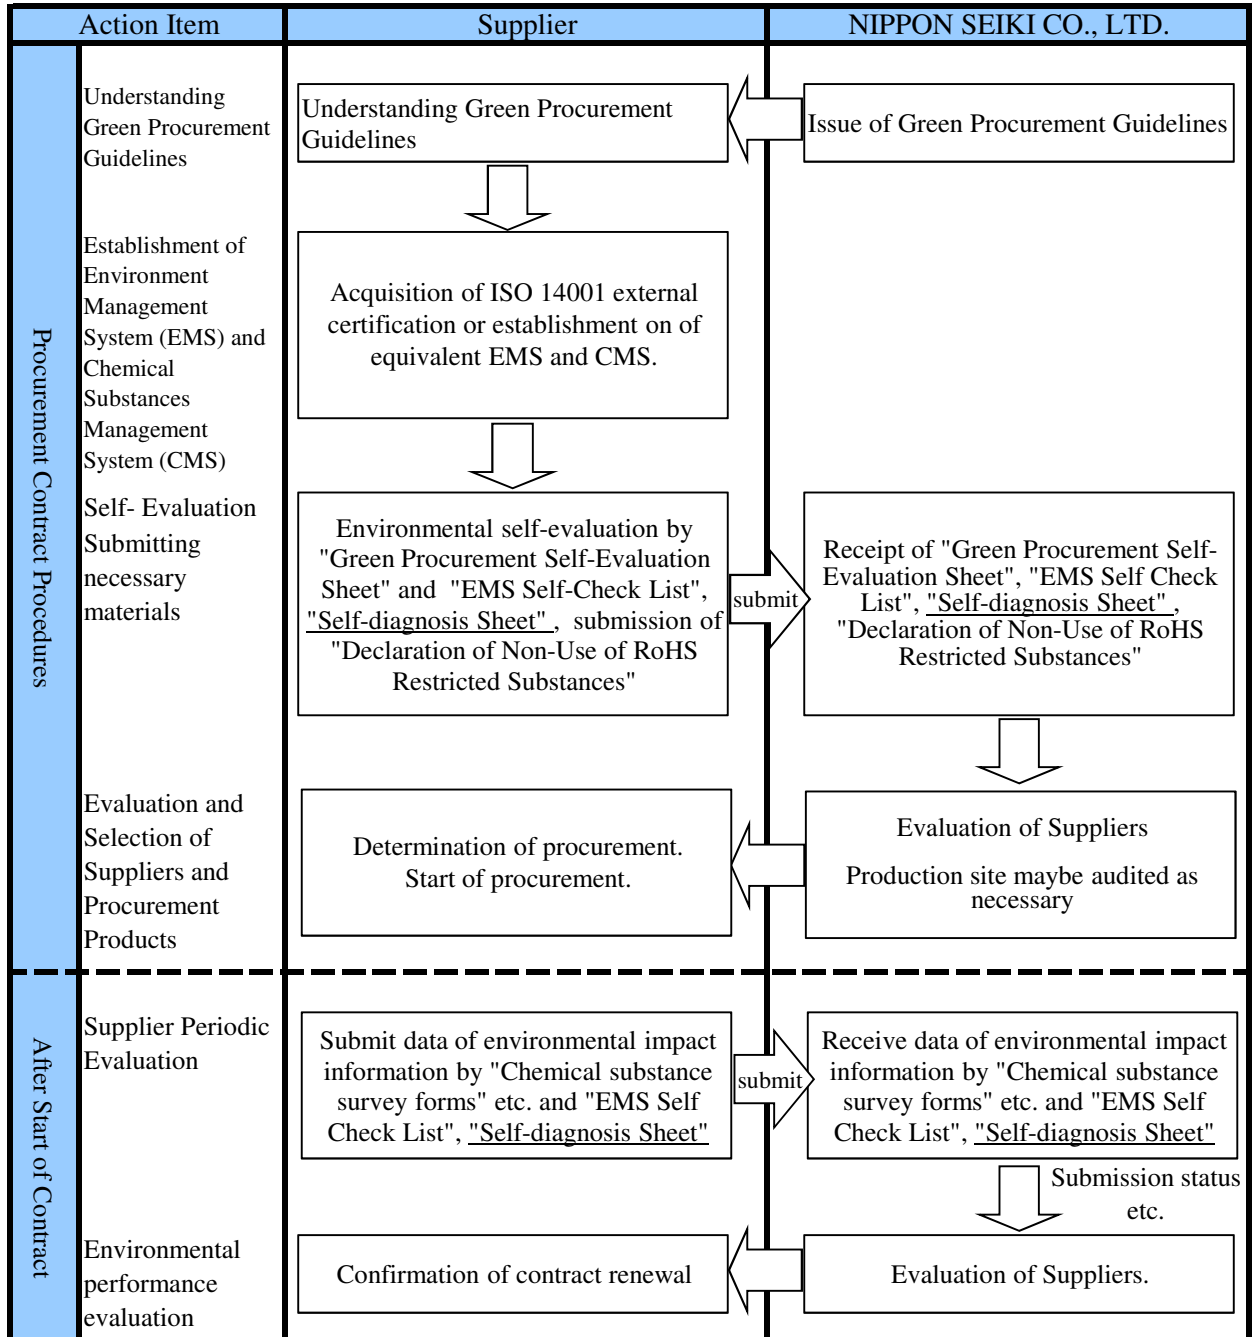 Action Item
Supplier
NIPPON SEIKI CO., LTD.
Procurement Contract Procedures
Understanding
Green Procurement
Guidelines
Understanding Green Procurement
Guidelines
Issue of Green Procurement Guidelines
Establishment of
Environment
Management
System (EMS) and
Chemical
Substances
Management
System (CMS)
Acquisition of ISO 14001 external
certification or establishment on of
equivalent EMS and CMS.
Self- Evaluation
Submitting
necessary
materials
Environmental self-evaluation by
"Green Procurement Self-Evaluation
Sheet" and "EMS Self-Check List",
"Self-diagnosis Sheet" , submission of
"Declaration of Non-Use of RoHS
Restricted Substances"
submit
Receipt of "Green Procurement Self-
Evaluation Sheet", "EMS Self Check
List", "Self-diagnosis Sheet" ,
"Declaration of Non-Use of RoHS
Restricted Substances"
Evaluation and
Selection of
Suppliers and
Procurement
Products
Determination of procurement.
Start of procurement.
Evaluation of Suppliers
Production site maybe audited as
necessary
After Start of Contract
Supplier Periodic
Evaluation
Submit data of environmental impact
information by "Chemical substance
survey forms" etc. and "EMS Self
Check List", "Self-diagnosis Sheet"
submit
Receive data of environmental impact
information by "Chemical substance
survey forms" etc. and "EMS Self
Check List", "Self-diagnosis Sheet"
Submission status
etc.
Environmental
performance
evaluation
Confirmation of contract renewal
Evaluation of Suppliers.